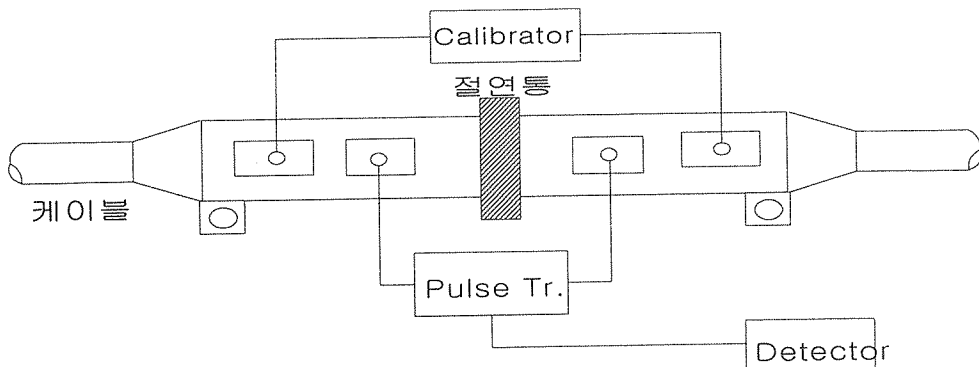 Calibrator
절연통
케이블
Pulse Tr.
Detector